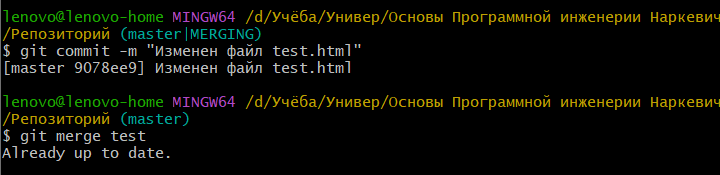 lenovo@lenovo-home MINGW64 /d/Учёба/Универ/Основы Программной инженерии Наркевич
/Репозиторий (master|MERGING)
$ git commit -m "Изменен файл test.html"
[master 9078ee9] Изменен файл test.html
lenovo@lenovo-home MINGW64 /d/Учёба/Универ/Основы Программной инженерии Наркевич
/Репозиторий (master)
$ git merge test
Already up to date.